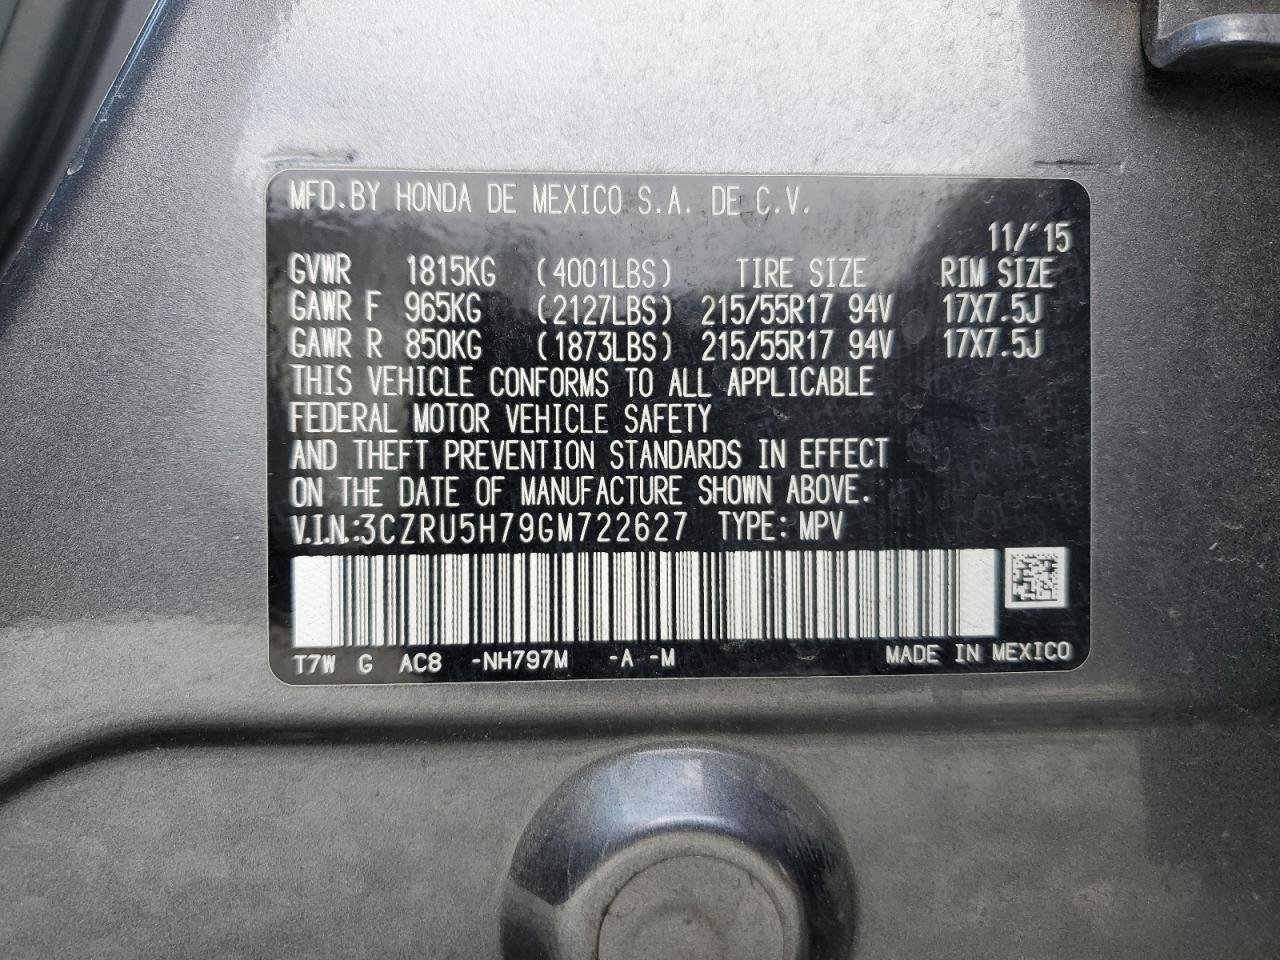 MFD.BY HONDA DE MEXICO S.A. DE C.V.
11/´15
GVWR 1815KG (4001LBS) TIRE SIZE RIM SIZE
GAWR F 965KG (2127LBS) 215/55R17 94V 17X7.5J
GAWR R 850KG (1873LBS) 215/55R17 94V 17X7.5J
THIS VEHICLE CONFORMS TO ALL APPLICABLE
FEDERAL MOTOR VEHICLE SAFETY
AND THEFT PREVENTION STANDARDS IN EFFECT
ON THE DATE OF MANUFACTURE SHOWN ABOVE.
V.I.N.:3CZRU5H79GM722627 TYPE: MPV
T7W G AC8 -NH797M -A -M MADE IN MEXICO